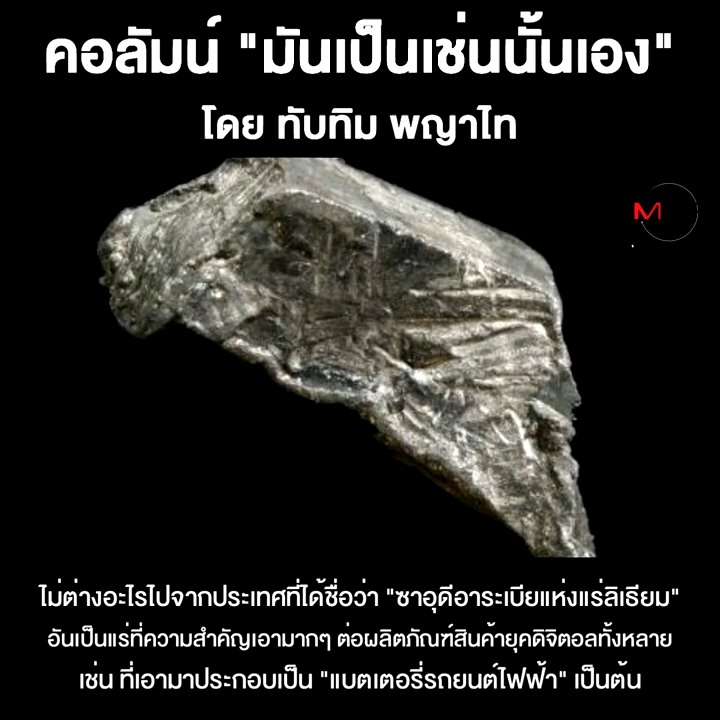 คอลัมน์ "มันเป็นเช่นนั้นเอง"
โดย ทับทิม พญาไท
M
ไม่ต่างอะไรไปจากประเทศที่ได้ชื่อว่า "ซาอุดีอาระเบียแห่งแร่ลิเธียม"
อันเป็นแร่ที่ความสำคัญเอามากๆ ต่อผลิตภัณฑ์สินค้ายุคดิจิตอลทั้งหลาย
เช่น ที่เอามาประกอบเป็น "แบตเตอรี่รถยนต์ไฟฟ้า" เป็นต้น